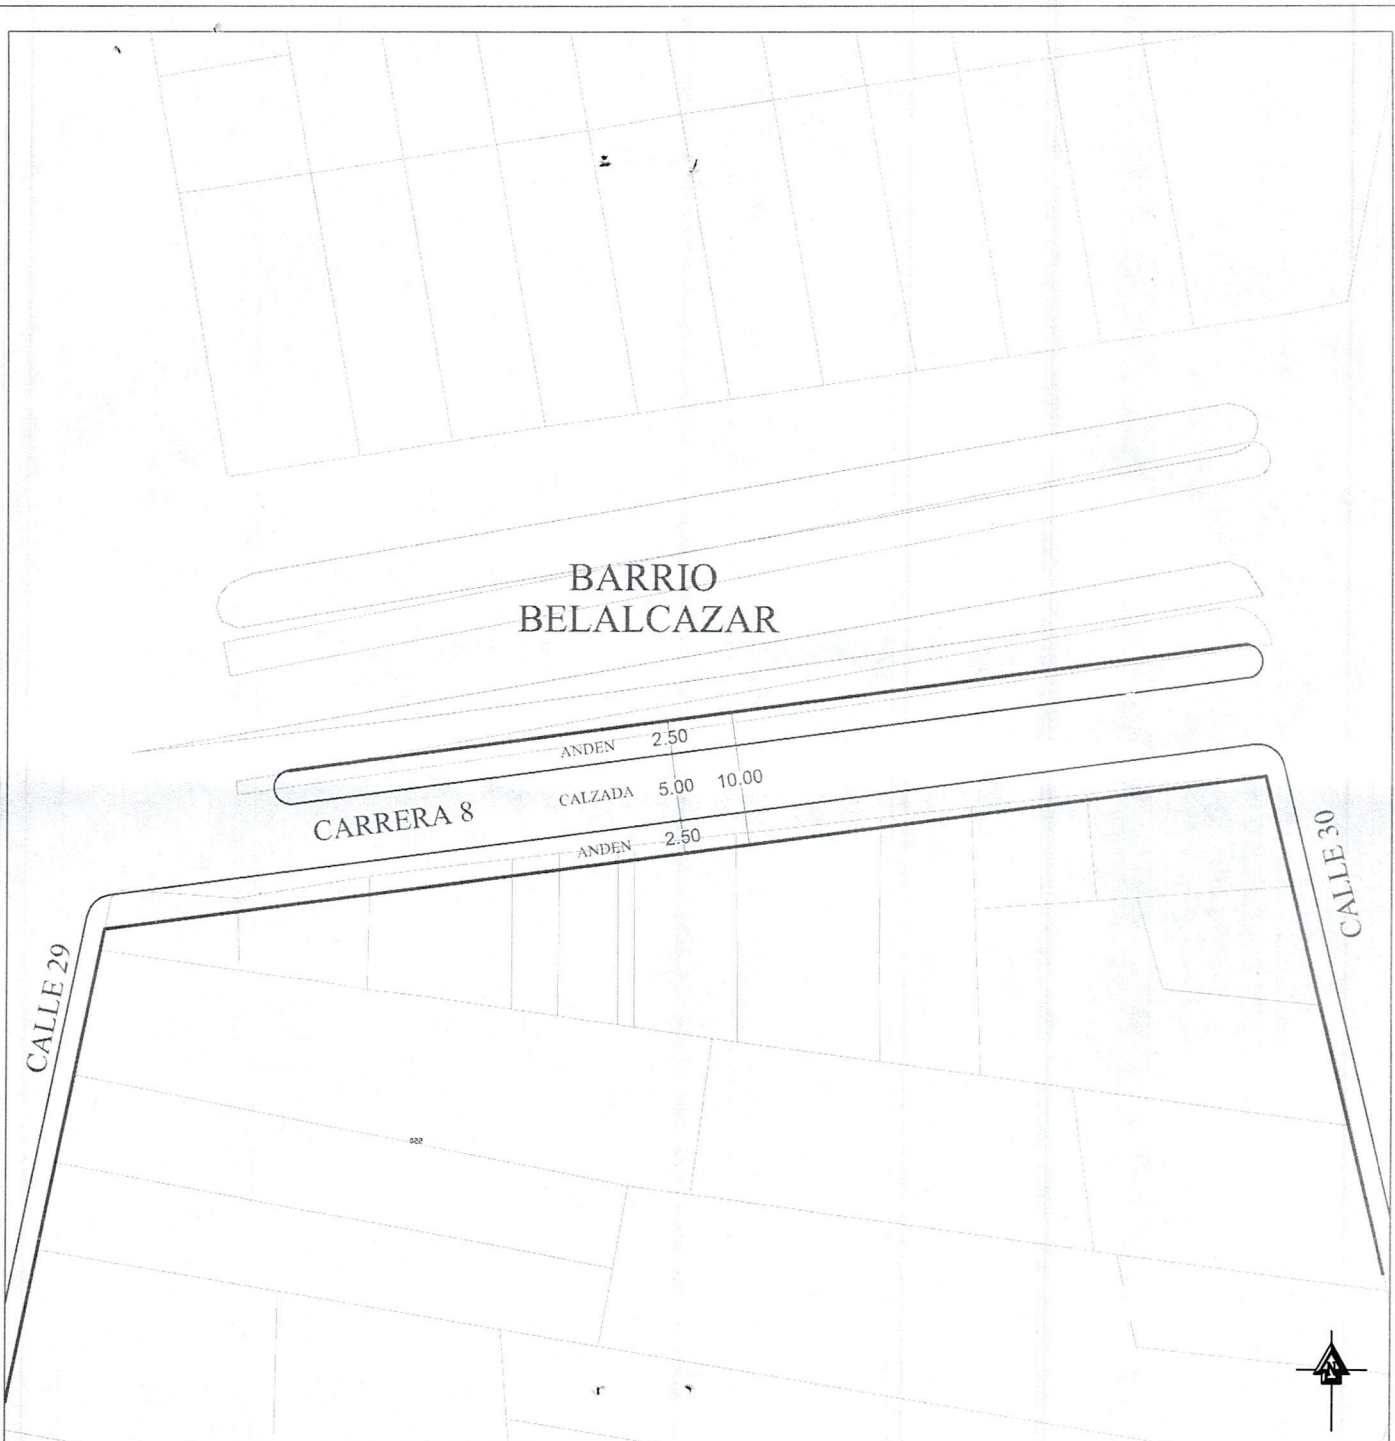 BARRIO
BELALCAZAR
ANDEN 2.50
CALZADA 5.00 10.00
CARRERA 8
ANDEN 2.50
CALLE 30
CALLE 29
N